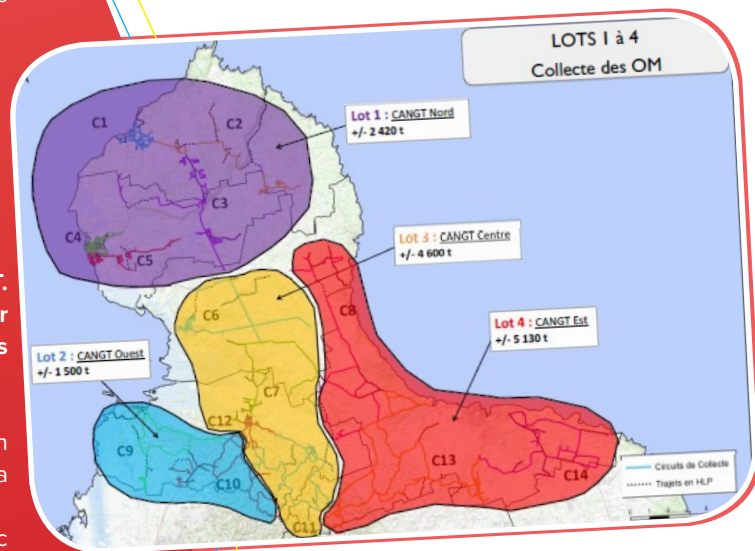 s
T.
r
s
n
a
c
LOTS 1 à 4
Collecte des OM
Lot 1 : CANGT Nord
+/- 2 420 t
Lot 3 : CANGT Centre
+/- 4 600 t
Lot 4 : CANGT Est
+/- 5 130 t
Lot 2 : CANGT Ouest
+/- 1 500 t
C1
C2
C3
C4
C5
C6
C8
C7
C12
C9
C10
C11
C13
C14
Circuits de Collecte
Trajets en HLP